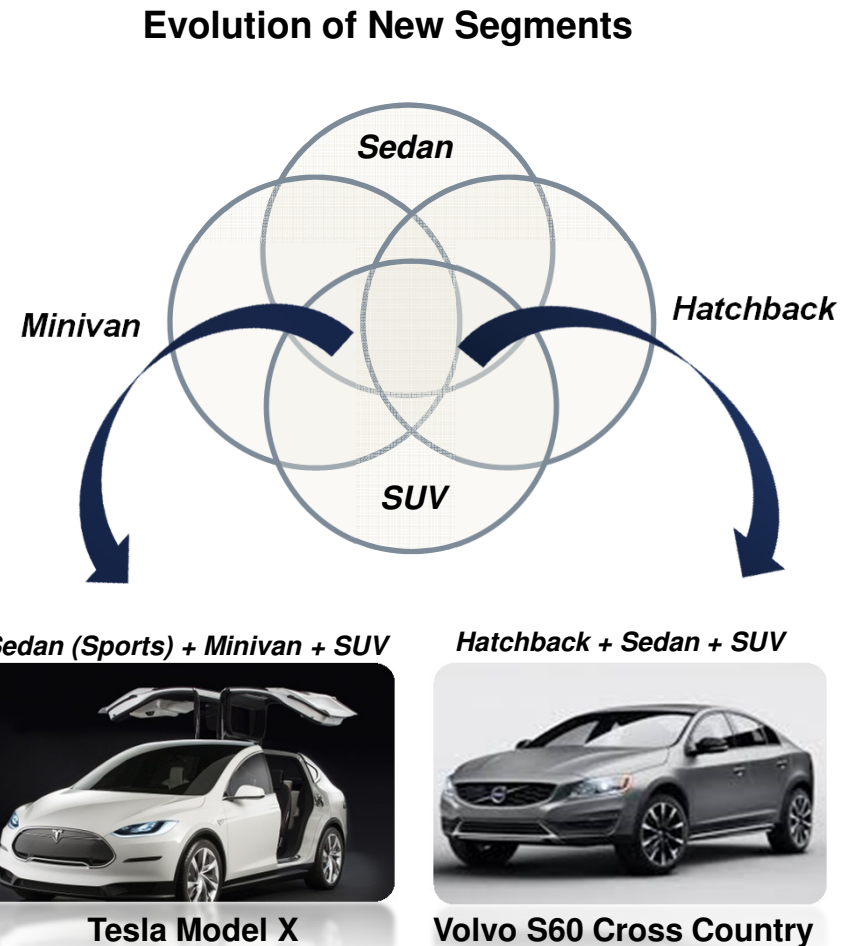 Evolution of New Segments
Sedan
Minivan
Hatchback
SUV
Sedan (Sports) + Minivan + SUV
Hatchback + Sedan + SUV
Tesla Model X
Volvo S60 Cross Country